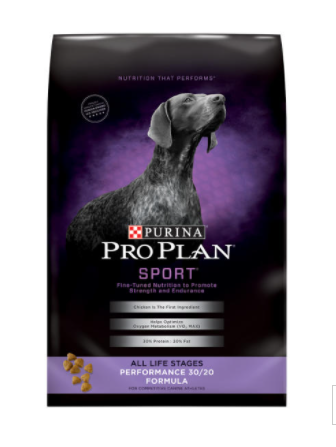 NUTRITION THAT PERFORMS®
PURINA
PRO PLAN®
SPORT®
Fine-Tuned Nutrition to Promote
Strength and Endurance
Chicken Is The First Ingredient
Helps Optimize
Oxygen Metabolism (VO₂ MAX)
30% Protein : 20% Fat
ALL LIFE STAGES
PERFORMANCE 30/20
FORMULA